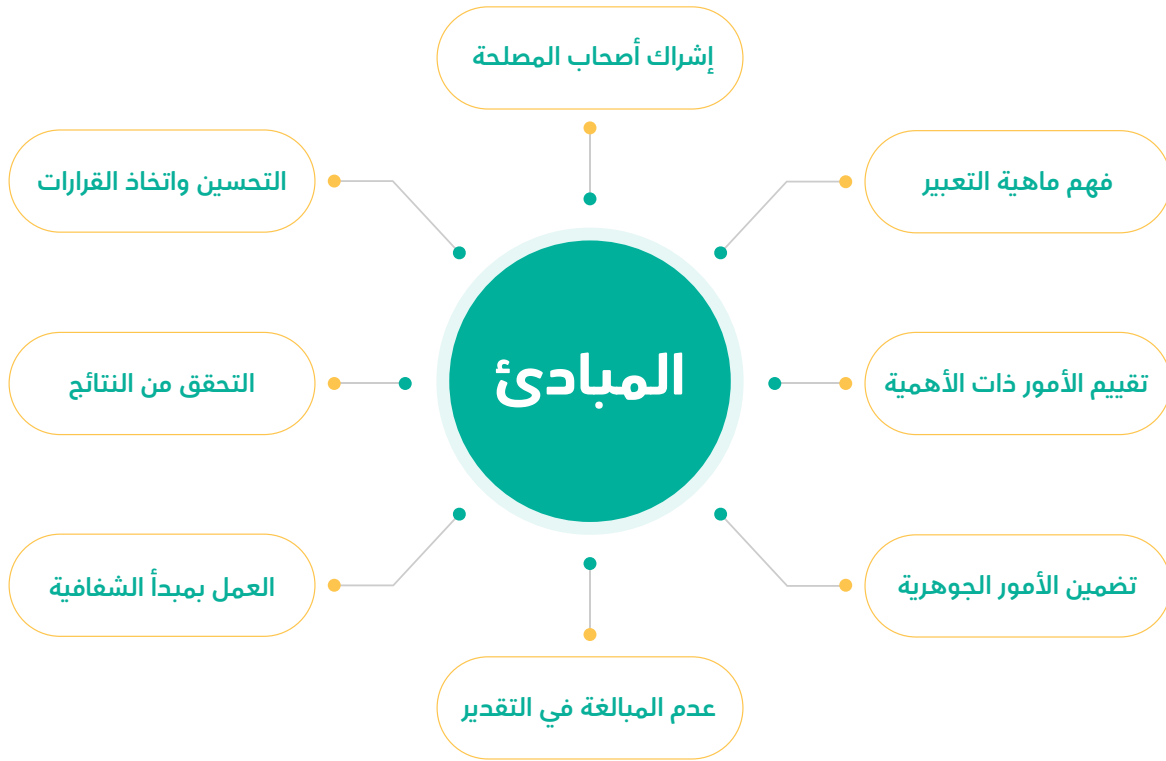 إشراك أصحاب المصلحة
فهم ماهية التعبير
تقييم الأمور ذات الأهمية
تضمين الأمور الجوهرية
عدم المبالغة في التقدير
العمل بمبدأ الشفافية
التحقق من النتائج
التحسين واتخاذ القرارات
المبادئ